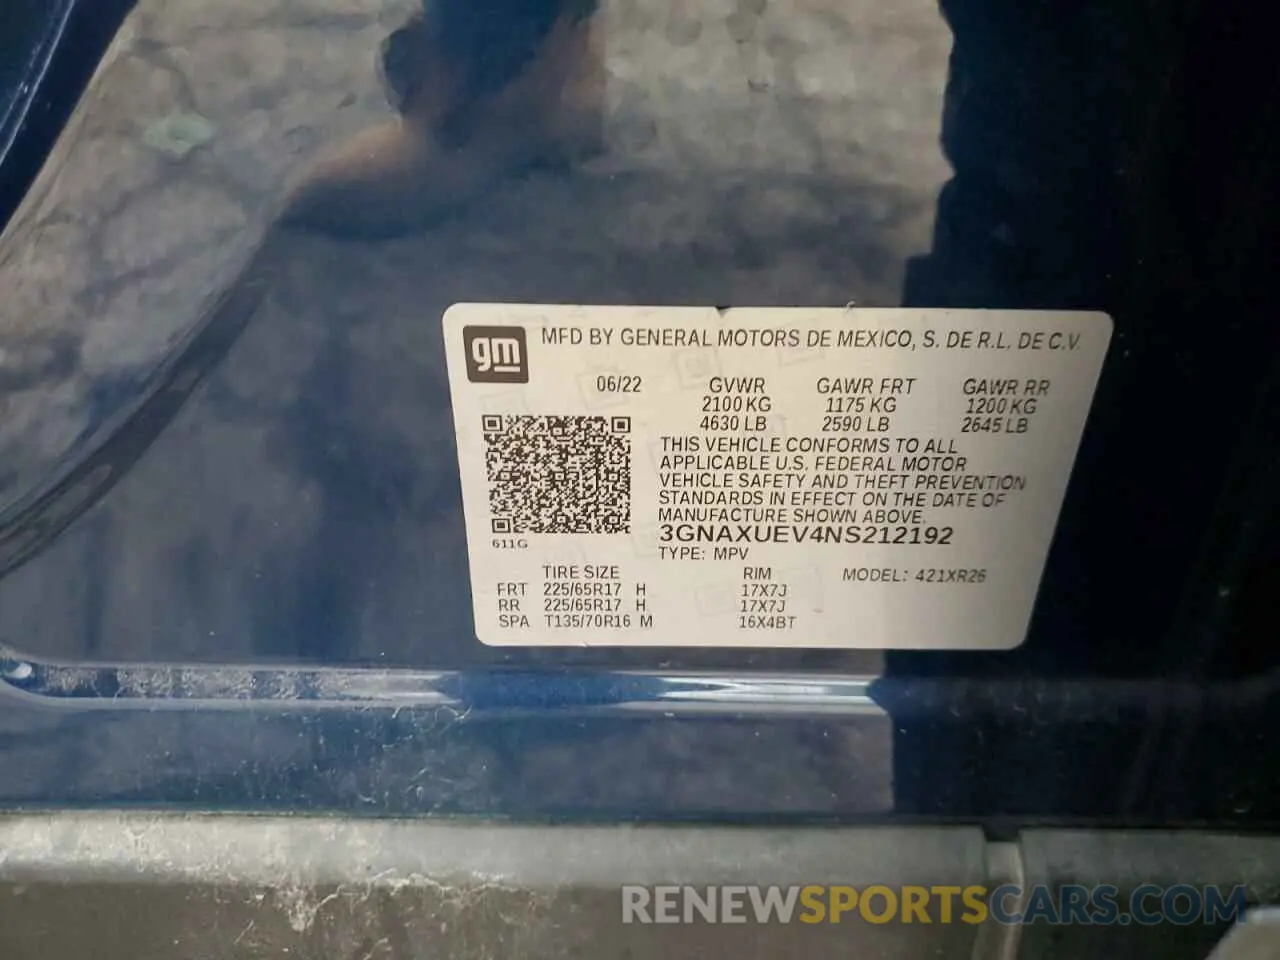 gm
MFD BY GENERAL MOTORS DE MEXICO, S. DE R.L. DE C.V.
06/22 GVWR GAWR FRT GAWR RR
2100 KG 1175 KG 1200 KG
4630 LB 2590 LB 2645 LB
THIS VEHICLE CONFORMS TO ALL
APPLICABLE U.S. FEDERAL MOTOR
VEHICLE SAFETY AND THEFT PREVENTION
STANDARDS IN EFFECT ON THE DATE OF
MANUFACTURE SHOWN ABOVE.
3GNAXUEV4NS212192
611G
TYPE: MPV
TIRE SIZE RIM MODEL: 421XR26
FRT 225/65R17 H 17X7J
RR 225/65R17 H 17X7J
SPA T135/70R16 M 16X4BT
RENEWSPORTSCARS.COM